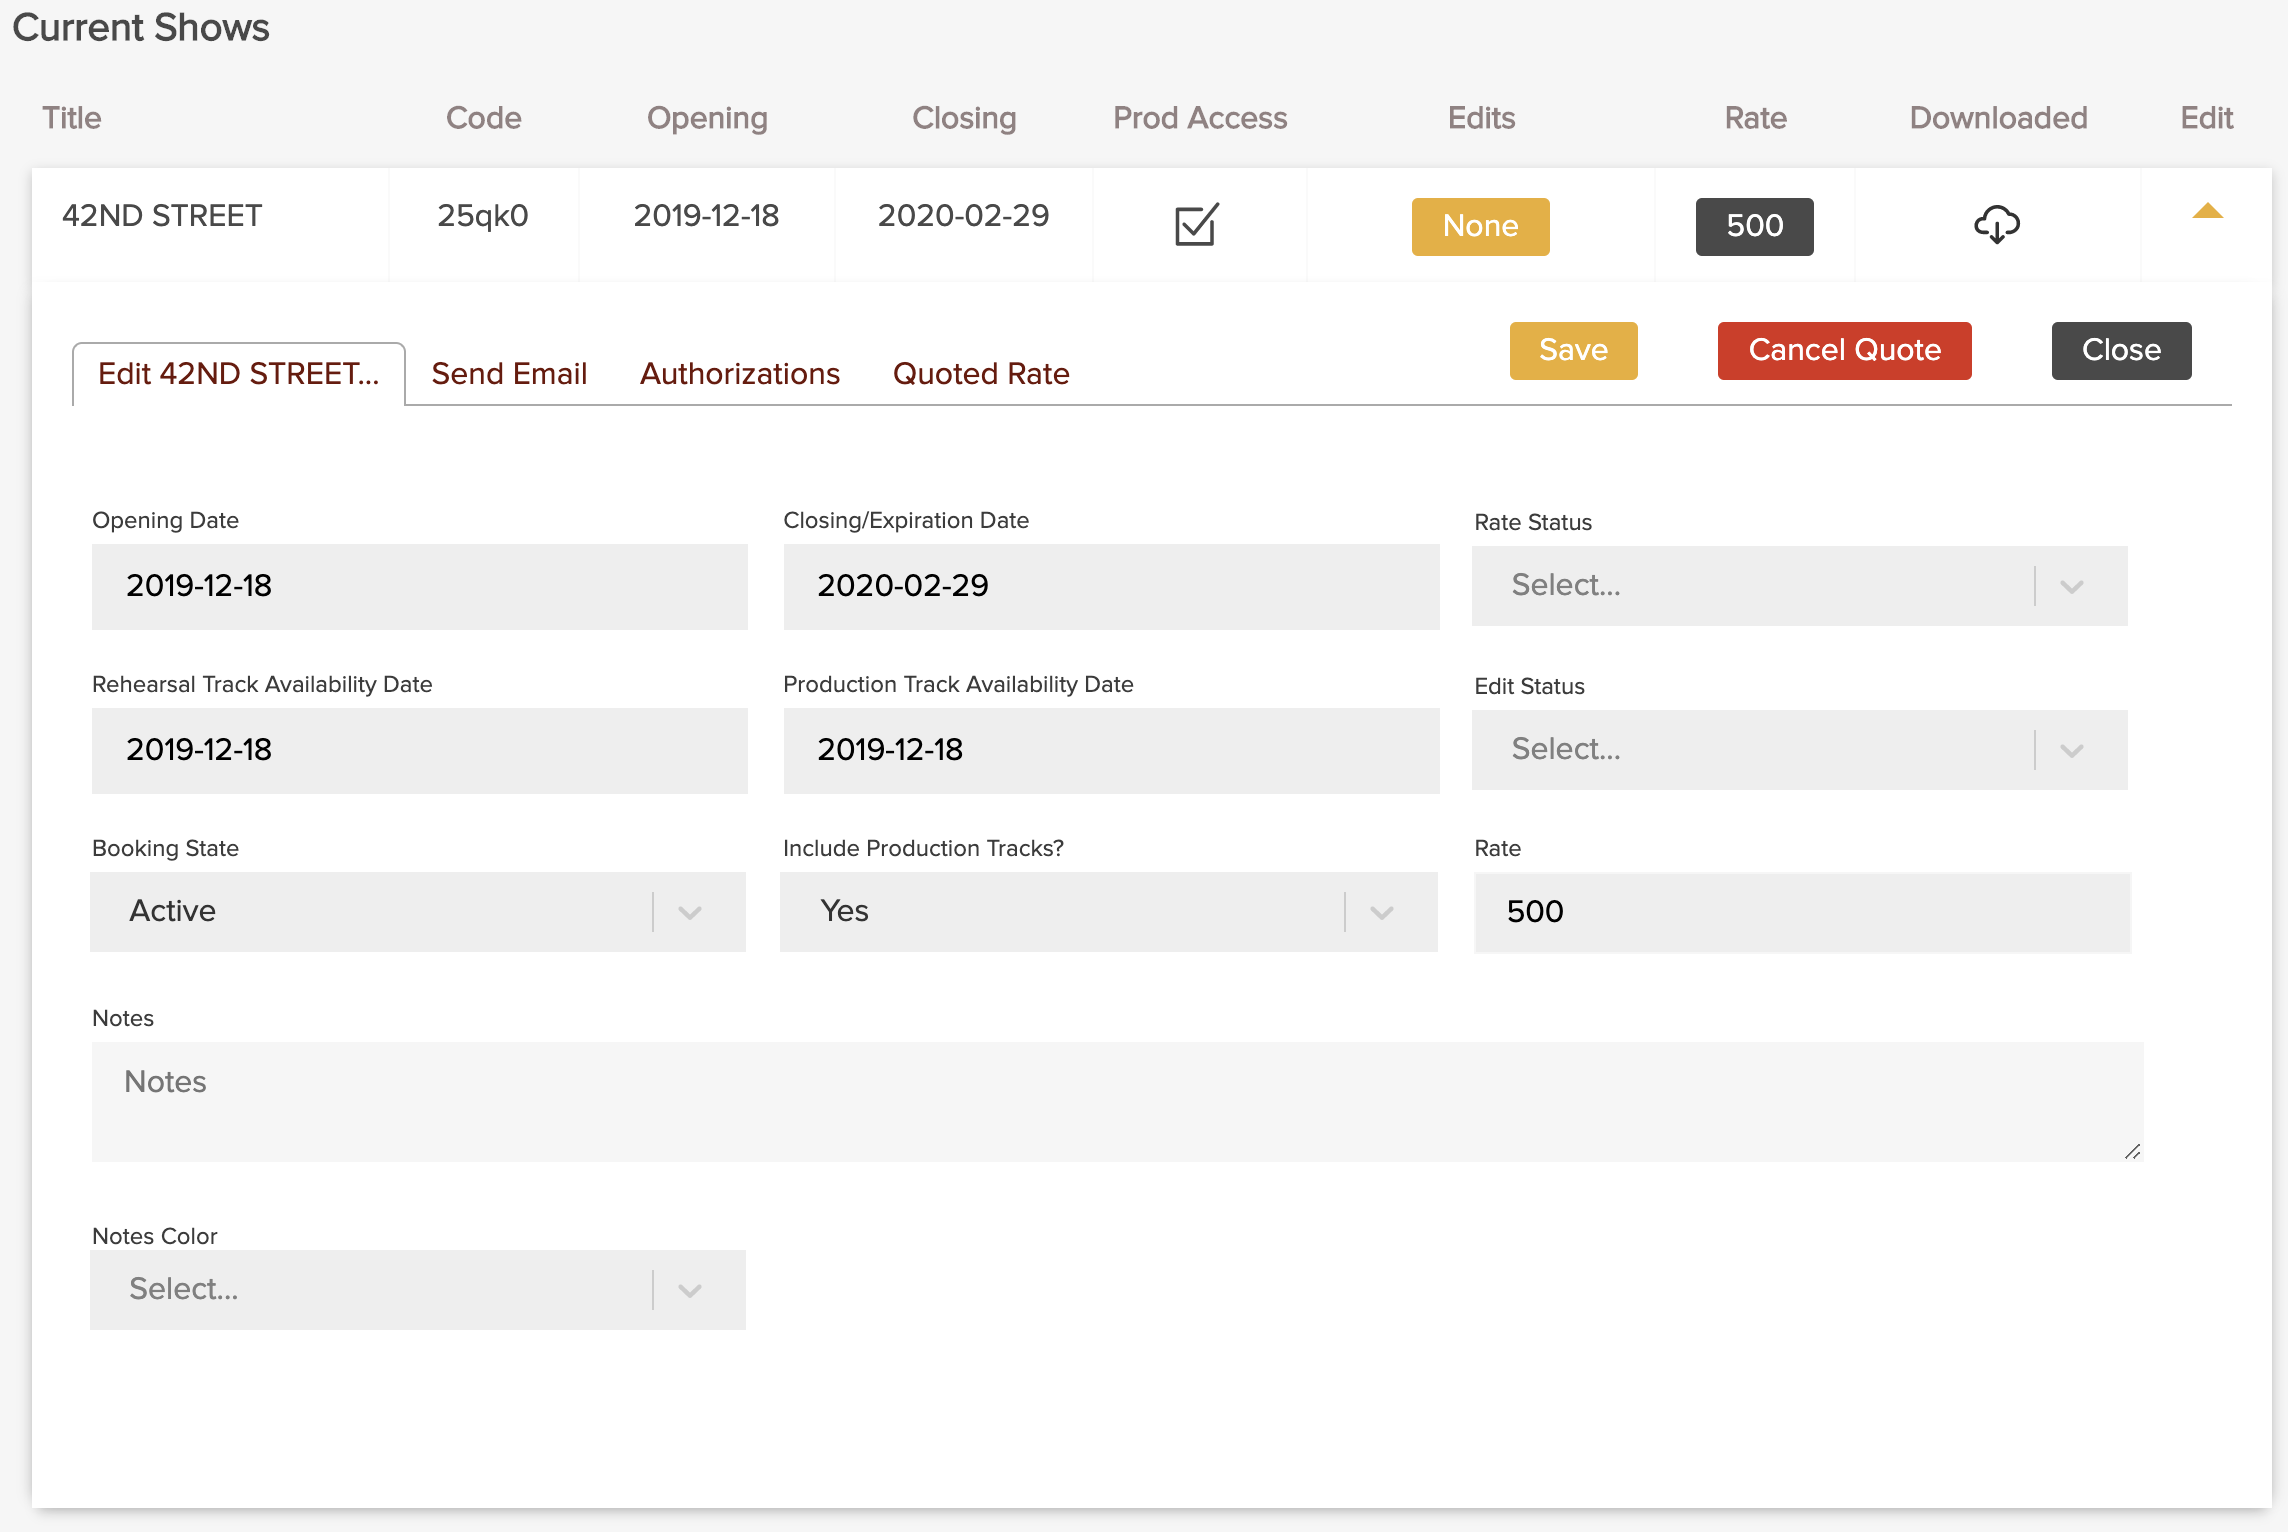 Current Shows
Title Code Opening Closing Prod Access Edits Rate Downloaded Edit
42ND STREET 25qk0 2019-12-18 2020-02-29 None 500
Save Cancel Quote Close
Edit 42ND STREET... Send Email Authorizations Quoted Rate
Opening Date Closing/Expiration Date Rate Status
2019-12-18 2020-02-29 Select...
Rehearsal Track Availability Date Production Track Availability Date Edit Status
2019-12-18 2019-12-18 Select...
Booking State Include Production Tracks? Rate
Active Yes 500
Notes
Notes
Notes Color
Select...